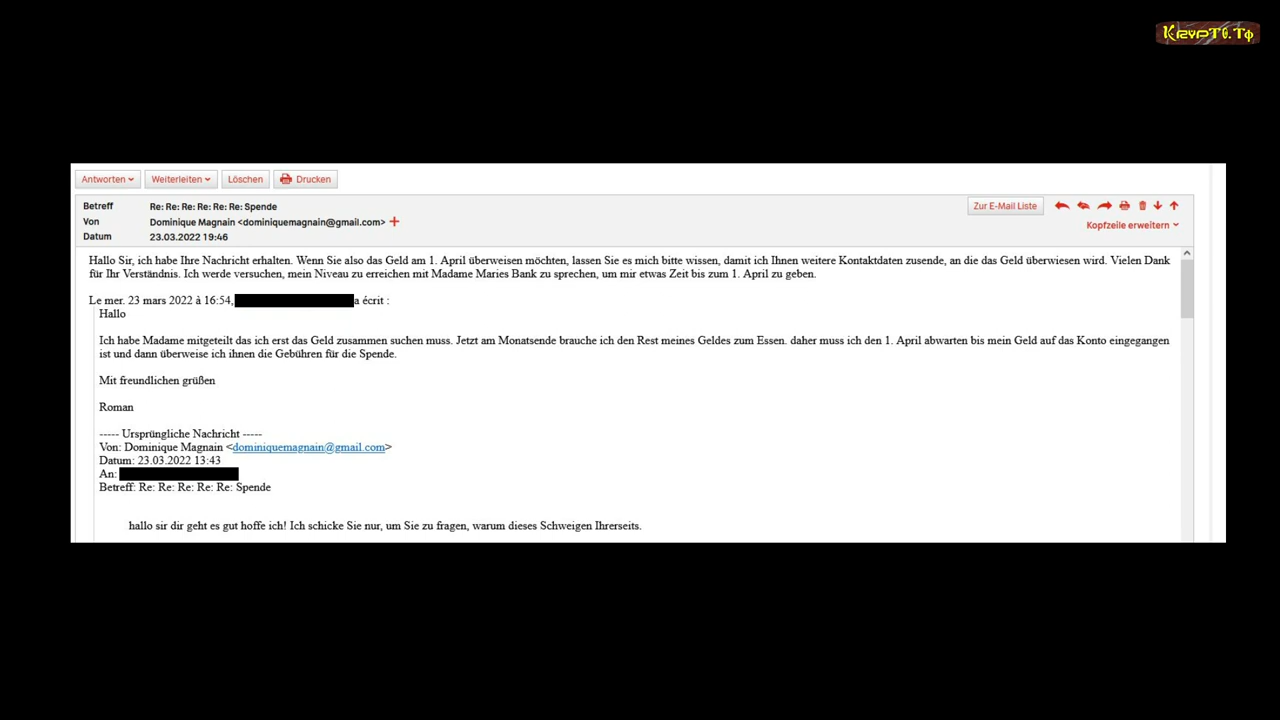 KrypT0.To
Antworten
Weiterleiten
Löschen
Drucken
Betreff Re: Re: Re: Re: Re: Spende
Zur E-Mail Liste
Von Dominique Magnain <dominiquemagnain@gmail.com> +
Kopfzeile erweitern
Datum 23.03.2022 19:46
Hallo Sir, ich habe Ihre Nachricht erhalten. Wenn Sie also das Geld am 1. April überweisen möchten, lassen Sie es mich bitte wissen, damit ich Ihnen weitere Kontaktdaten zusende, an die das Geld überwiesen wird. Vielen Dank
für Ihr Verständnis. Ich werde versuchen, mein Niveau zu erreichen mit Madame Maries Bank zu sprechen, um mir etwas Zeit bis zum 1. April zu geben.
Le mer. 23 mars 2022 à 16:54, a écrit :
Hallo
Ich habe Madame mitgeteilt das ich erst das Geld zusammen suchen muss. Jetzt am Monatsende brauche ich den Rest meines Geldes zum Essen. daher muss ich den 1. April abwarten bis mein Geld auf das Konto eingegangen
ist und dann überweise ich ihnen die Gebühren für die Spende.
Mit freundlichen grüßen
Roman
----- Ursprüngliche Nachricht -----
Von: Dominique Magnain <dominiquemagnain@gmail.com>
Datum: 23.03.2022 13:43
An:
Betreff: Re: Re: Re: Re: Re: Spende
hallo sir dir geht es gut hoffe ich! Ich schicke Sie nur, um Sie zu fragen, warum dieses Schweigen Ihrerseits.